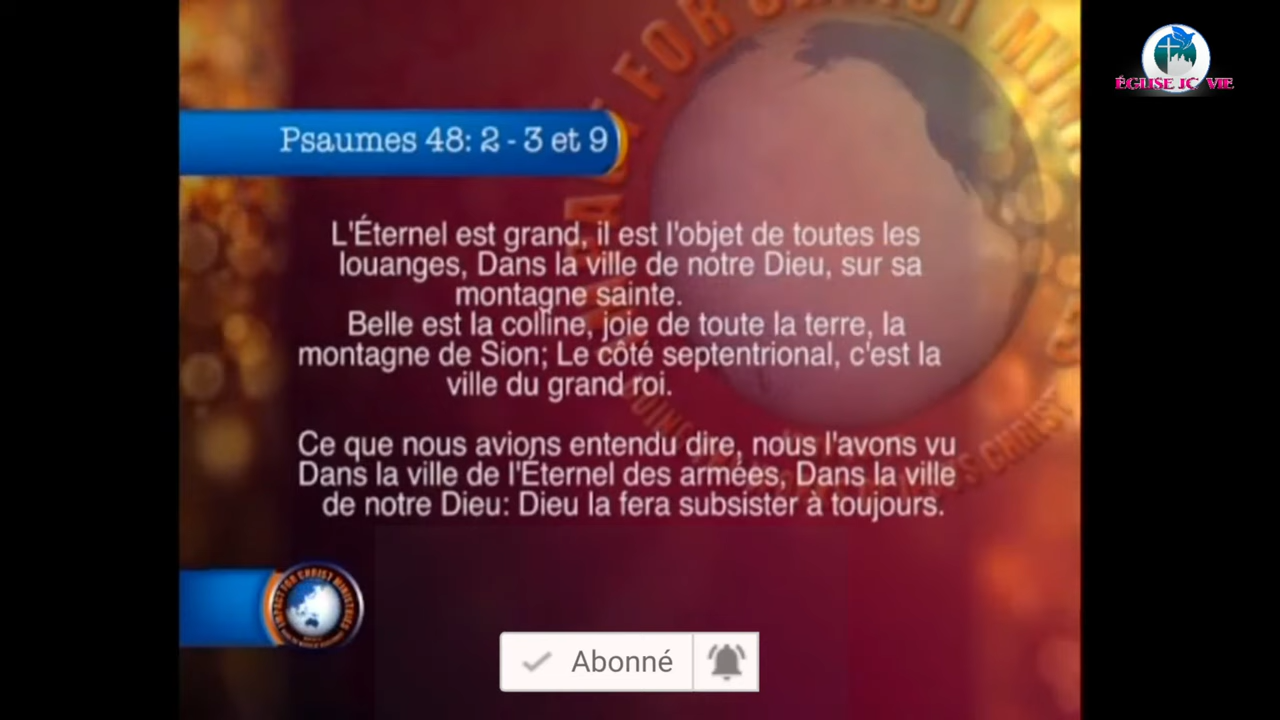 ÉGLISE JC VIE
Psaumes 48: 2 - 3 et 9
L'Éternel est grand, il est l'objet de toutes les
louanges, Dans la ville de notre Dieu, sur sa
montagne sainte.
Belle est la colline, joie de toute la terre, la
montagne de Sion; Le côté septentrional, c'est la
ville du grand roi.
Ce que nous avions entendu dire, nous l'avons vu
Dans la ville de l'Éternel des armées, Dans la ville
de notre Dieu: Dieu la fera subsister à toujours.
IMPACT FOR CHRIST MINISTRIES
Abonné